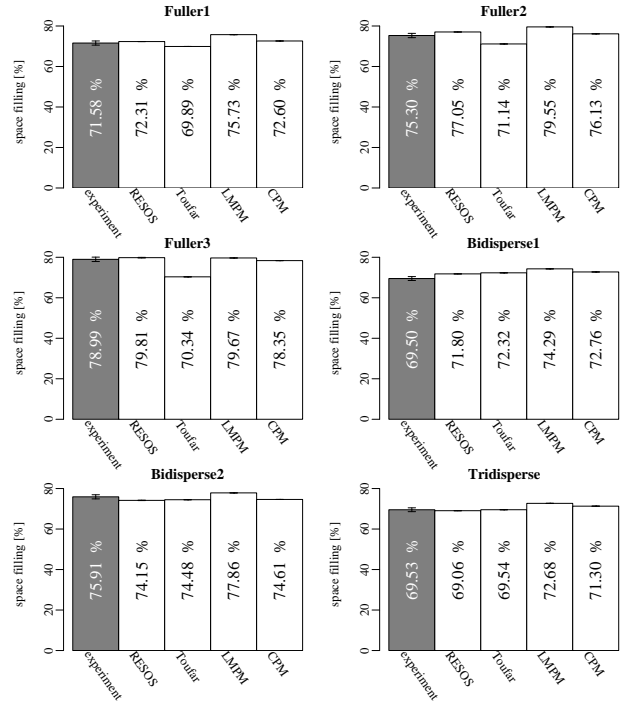 Fuller1
space filling [%]
80
60
40
20
0
71.58 %
72.31 %
69.89 %
75.73 %
72.60 %
experiment
RESOS
Toufar
LMPM
CPM
Fuller2
space filling [%]
80
60
40
20
0
75.30 %
77.05 %
71.14 %
79.55 %
76.13 %
experiment
RESOS
Toufar
LMPM
CPM
Fuller3
space filling [%]
80
60
40
20
0
78.99 %
79.81 %
70.34 %
79.67 %
78.35 %
experiment
RESOS
Toufar
LMPM
CPM
Bidisperse1
space filling [%]
80
60
40
20
0
69.50 %
71.80 %
72.32 %
74.29 %
72.76 %
experiment
RESOS
Toufar
LMPM
CPM
Bidisperse2
space filling [%]
80
60
40
20
0
75.91 %
74.15 %
74.48 %
77.86 %
74.61 %
experiment
RESOS
Toufar
LMPM
CPM
Tridisperse
space filling [%]
80
60
40
20
0
69.53 %
69.06 %
69.54 %
72.68 %
71.30 %
experiment
RESOS
Toufar
LMPM
CPM